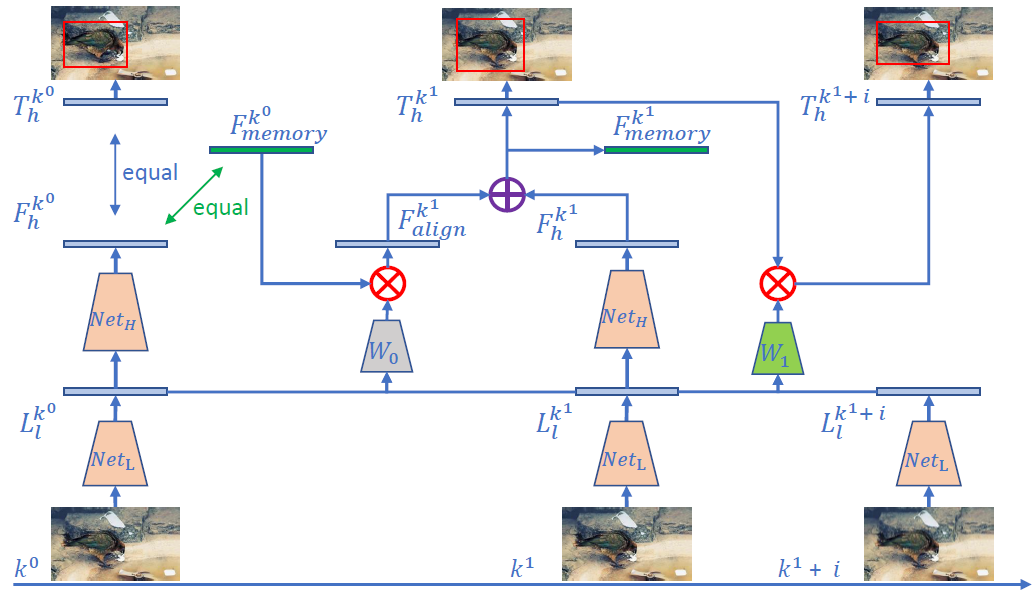 $T_h^{k^0}$
$F_{memory}^{k^0}$
$T_h^{k^1}$
$F_{memory}^{k^1}$
$T_h^{k^1+i}$
equal
equal
$F_h^{k^0}$
$F_{align}^{k^1}$
$F_h^{k^1}$
$Net_H$
$Net_H$
$W_0$
$W_1$
$L_l^{k^0}$
$L_l^{k^1}$
$L_l^{k^1+i}$
$Net_L$
$Net_L$
$Net_L$
$k^0$
$k^1$
$k^1 + i$